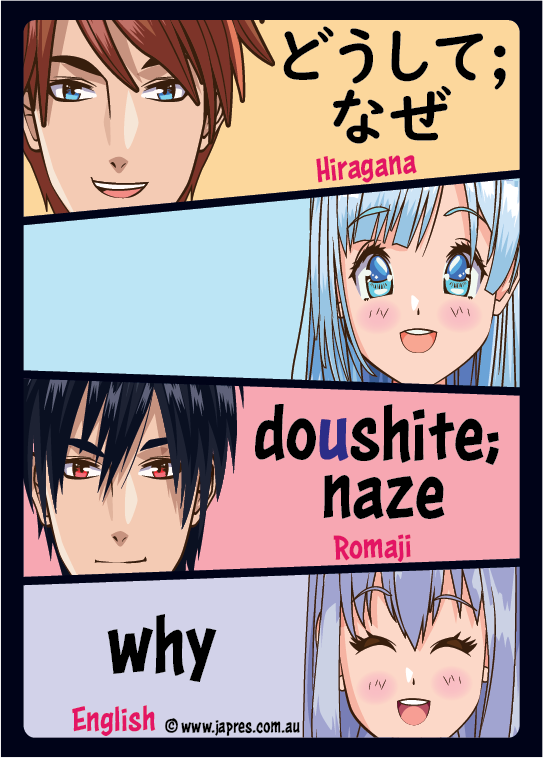 どうして;
なぜ
Hiragana
doushite;
naze
Romaji
why
English © www.japres.com.au